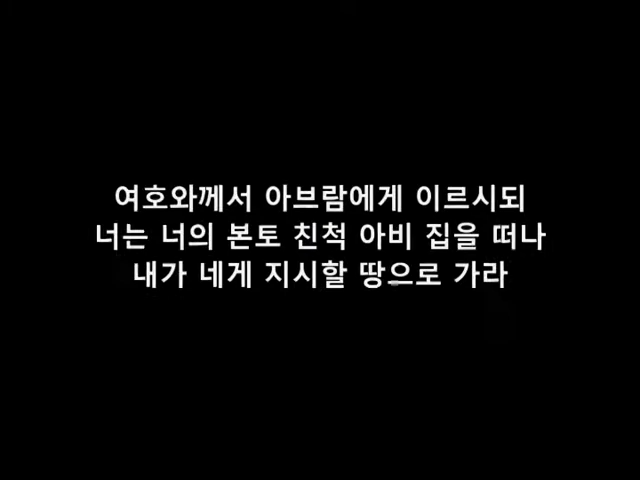 여호와께서 아브람에게 이르시되
너는 너의 본토 친척 아비 집을 떠나
내가 네게 지시할 땅으로 가라